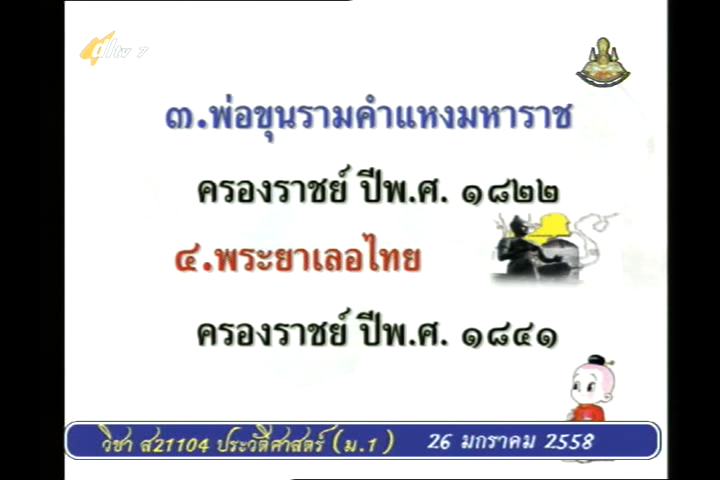 dltv 7
๓.พ่อขุนรามคำแหงมหาราช
ครองราชย์ ปีพ.ศ. ๑๘๒๒
๔.พระยาเลอไทย
ครองราชย์ ปีพ.ศ. ๑๘๔๑
วิชา ส21104 ประวัติศาสตร์ (ม.1) 26 มกราคม 2558